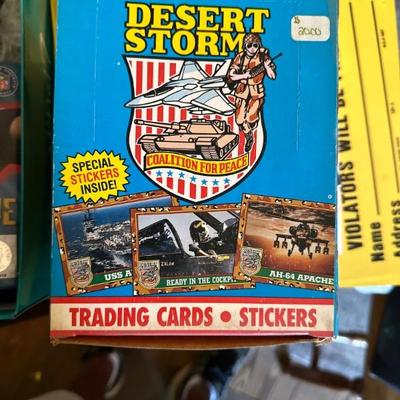 DESERT
STORM
$
2000
COALITION FOR PEACE
SPECIAL
STICKERS
INSIDE!
USS A
READY IN THE COCKPIT
AH-64 APACHE
TRADING CARDS • STICKERS
VIOLATORS WILL BE
Name
Address